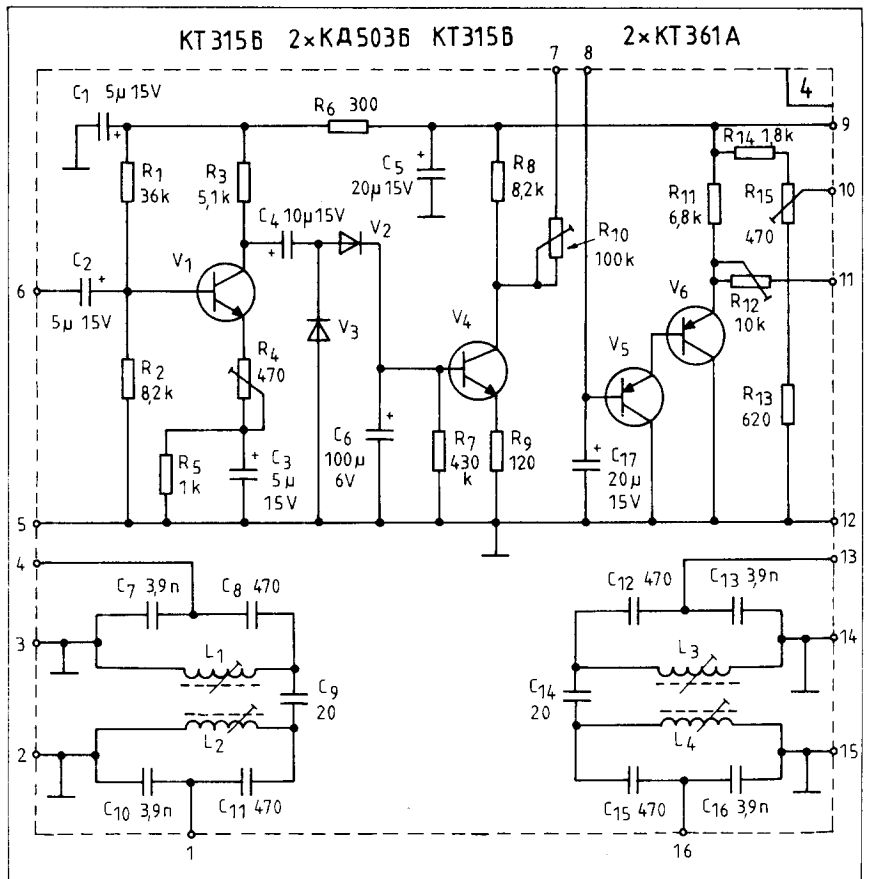 КТ315Б 2×КД503Б КТ315Б 2×КТ361А
7 8
4
C1 5μ 15V
R6 300
9
R14 1,8k
R1 36k
R3 5,1k
C5 20μ 15V
R8 8,2k
R11 6,8k
R15 470
10
C4 10μ 15V
V2
R10 100k
C2 5μ 15V
6
V1
V3
V4
V6
R12 10k
11
R2 8,2k
R4 470
V5
R13 620
R5 1k
C3 5μ 15V
C6 100μ 6V
R7 430 k
R9 120
C17 20μ 15V
5
12
4
13
C7 3,9n
C8 470
C12 470
C13 3,9n
3
14
L1
L3
C9 20
C14 20
L2
L4
2
15
C10 3,9n
C11 470
C15 470
C16 3,9n
1
16